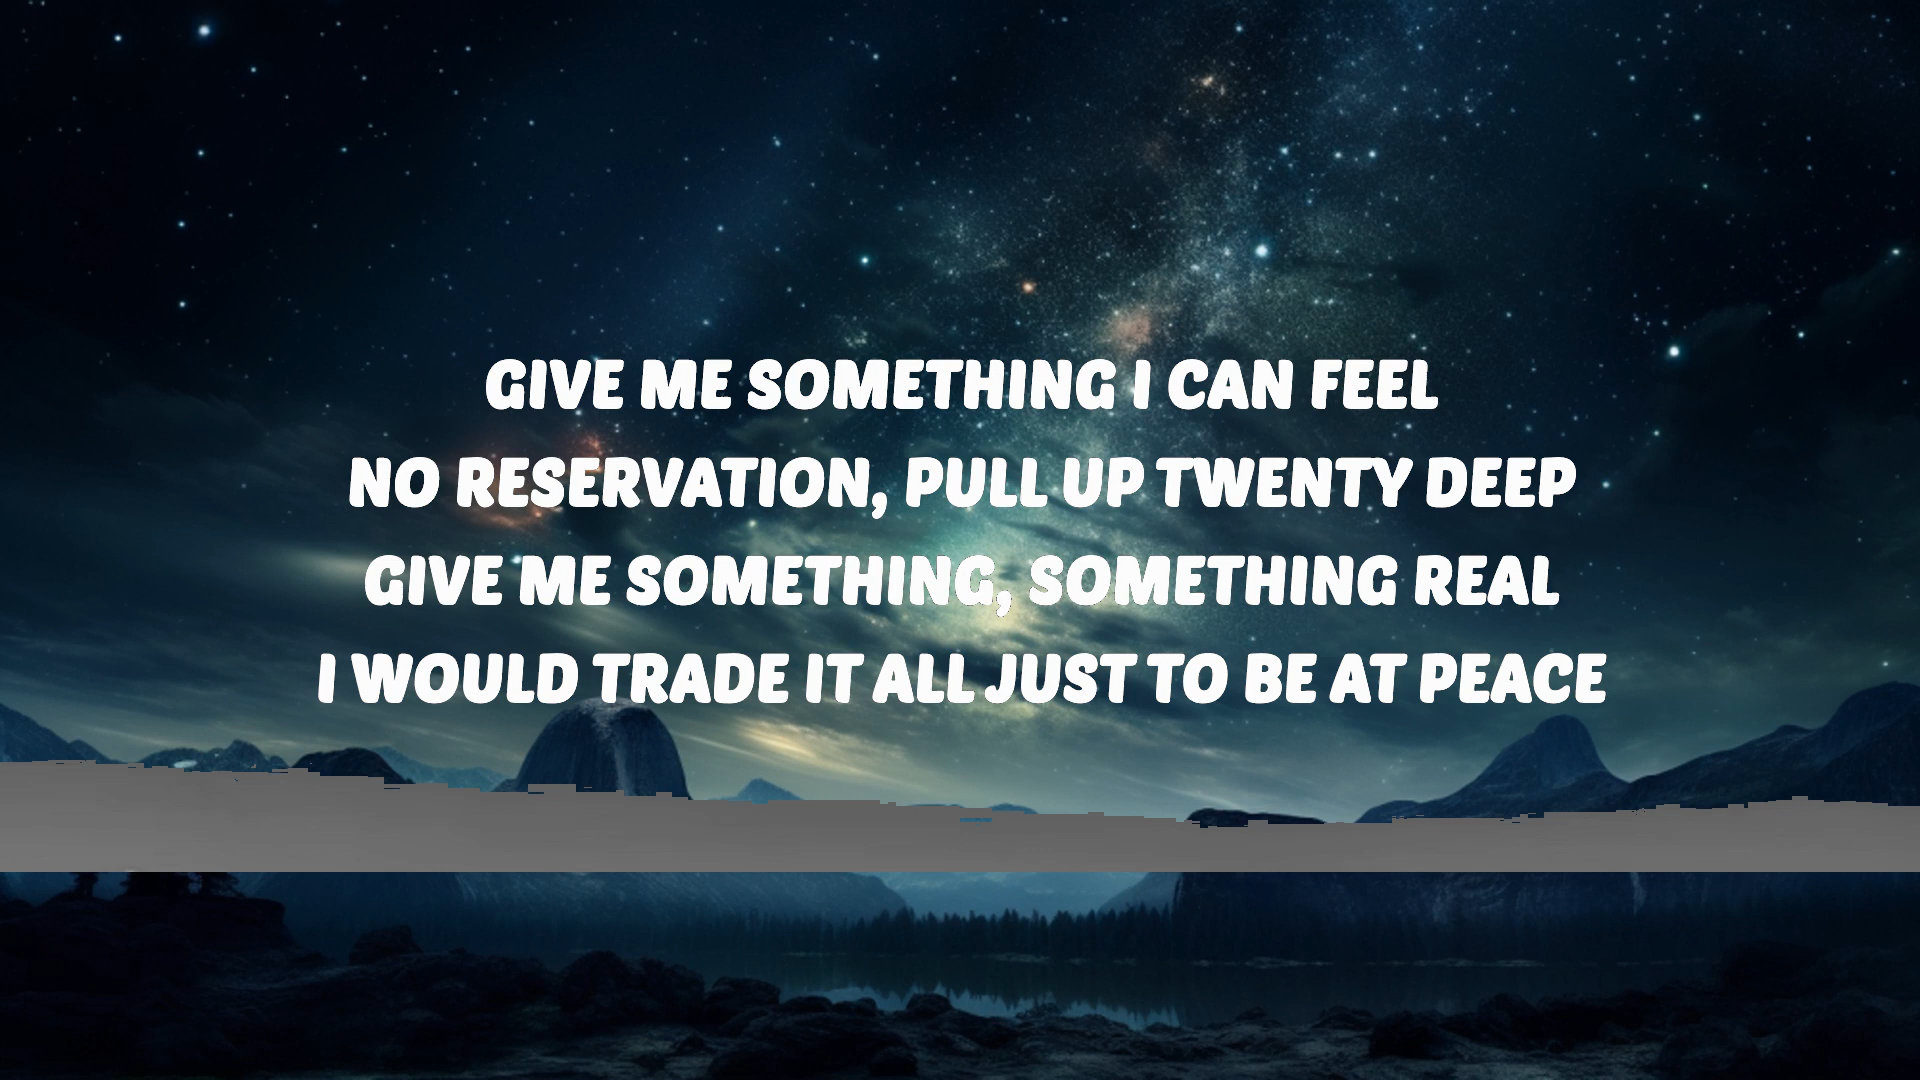 GIVE ME SOMETHING I CAN FEEL
NO RESERVATION, PULL UP TWENTY DEEP
GIVE ME SOMETHING, SOMETHING REAL
I WOULD TRADE IT ALL JUST TO BE AT PEACE